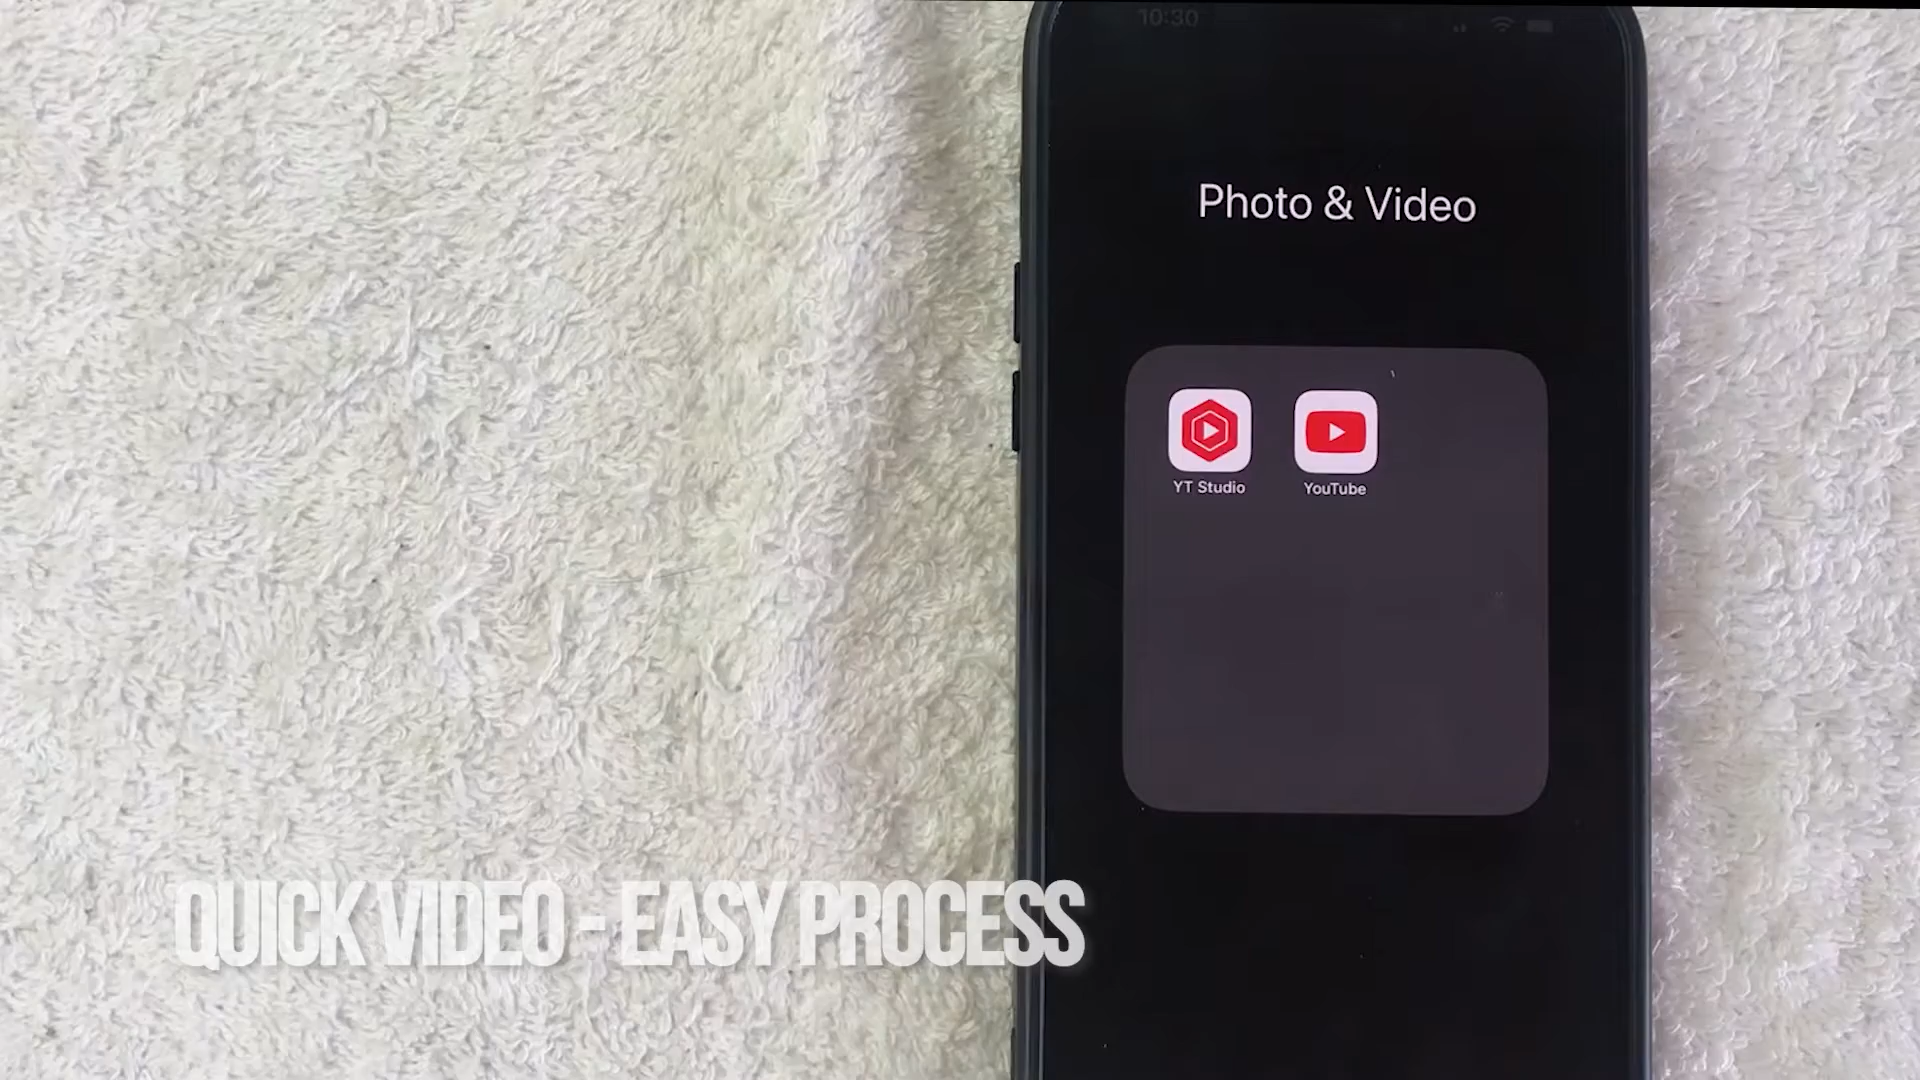 10:30
Photo & Video
YT Studio
YouTube
QUICK VIDEO - EASY PROCESS